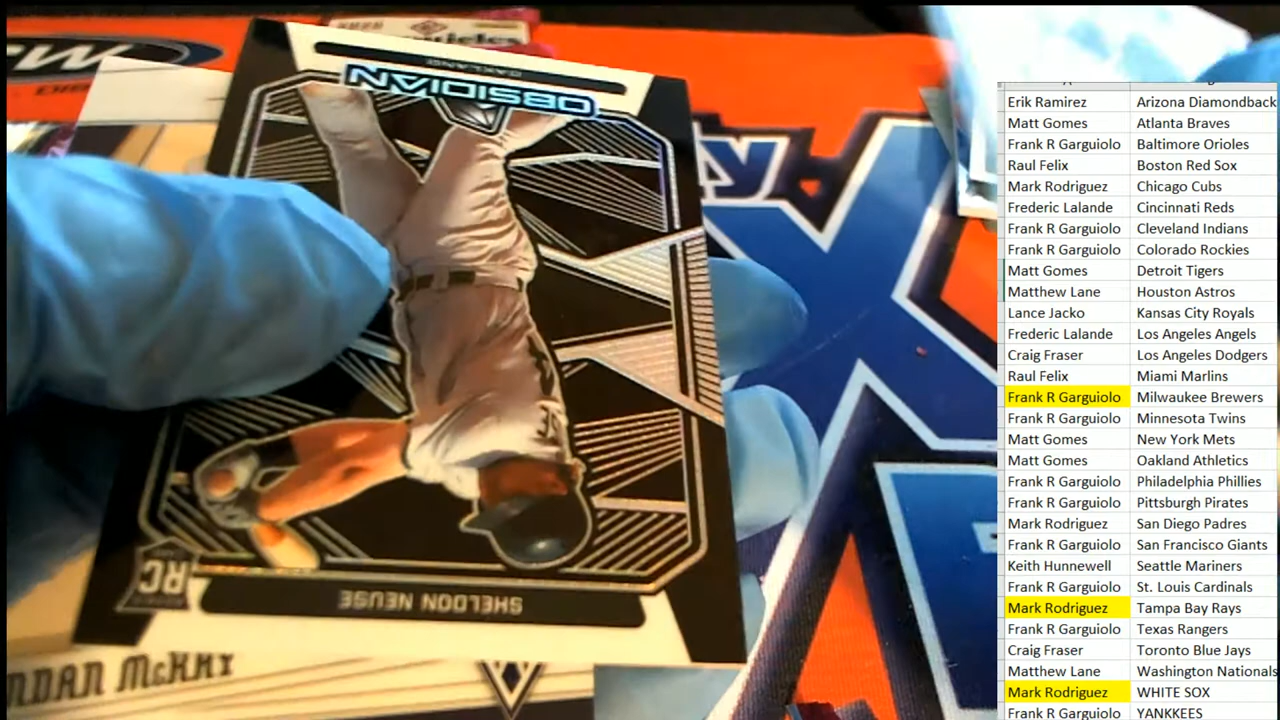 OAKLAND
OBSIDIAN
RC
SHELDON NEUSE
NDAN MCKAY
Erik Ramirez Arizona Diamondback
Matt Gomes Atlanta Braves
Frank R Garguiolo Baltimore Orioles
Raul Felix Boston Red Sox
Mark Rodriguez Chicago Cubs
Frederic Lalande Cincinnati Reds
Frank R Garguiolo Cleveland Indians
Frank R Garguiolo Colorado Rockies
Matt Gomes Detroit Tigers
Matthew Lane Houston Astros
Lance Jacko Kansas City Royals
Frederic Lalande Los Angeles Angels
Craig Fraser Los Angeles Dodgers
Raul Felix Miami Marlins
Frank R Garguiolo Milwaukee Brewers
Frank R Garguiolo Minnesota Twins
Matt Gomes New York Mets
Matt Gomes Oakland Athletics
Frank R Garguiolo Philadelphia Phillies
Frank R Garguiolo Pittsburgh Pirates
Mark Rodriguez San Diego Padres
Frank R Garguiolo San Francisco Giants
Keith Hunnewell Seattle Mariners
Frank R Garguiolo St. Louis Cardinals
Mark Rodriguez Tampa Bay Rays
Frank R Garguiolo Texas Rangers
Craig Fraser Toronto Blue Jays
Matthew Lane Washington Nationals
Mark Rodriguez WHITE SOX
Frank R Garguiolo YANKKEES